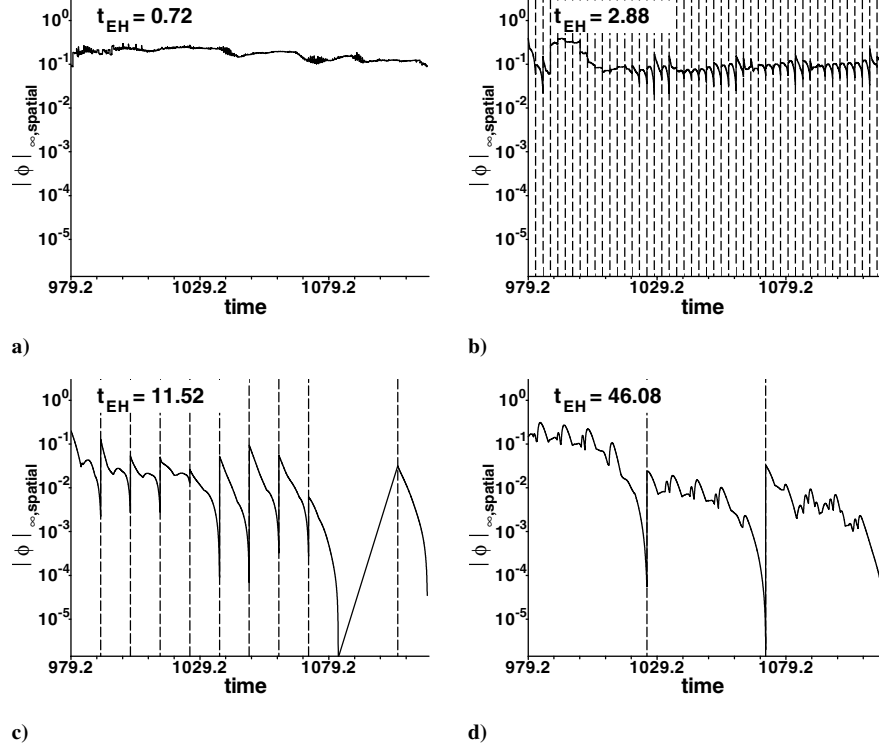 t_EH = 0.72
10^0
10^-1
10^-2
10^-3
10^-4
10^-5
| ϕ |_∞,spatial
979.2 1029.2 1079.2
time
a)
t_EH = 2.88
10^0
10^-1
10^-2
10^-3
10^-4
10^-5
| ϕ |_∞,spatial
979.2 1029.2 1079.2
time
b)
t_EH = 11.52
10^0
10^-1
10^-2
10^-3
10^-4
10^-5
| ϕ |_∞,spatial
979.2 1029.2 1079.2
time
c)
t_EH = 46.08
10^0
10^-1
10^-2
10^-3
10^-4
10^-5
| ϕ |_∞,spatial
979.2 1029.2 1079.2
time
d)